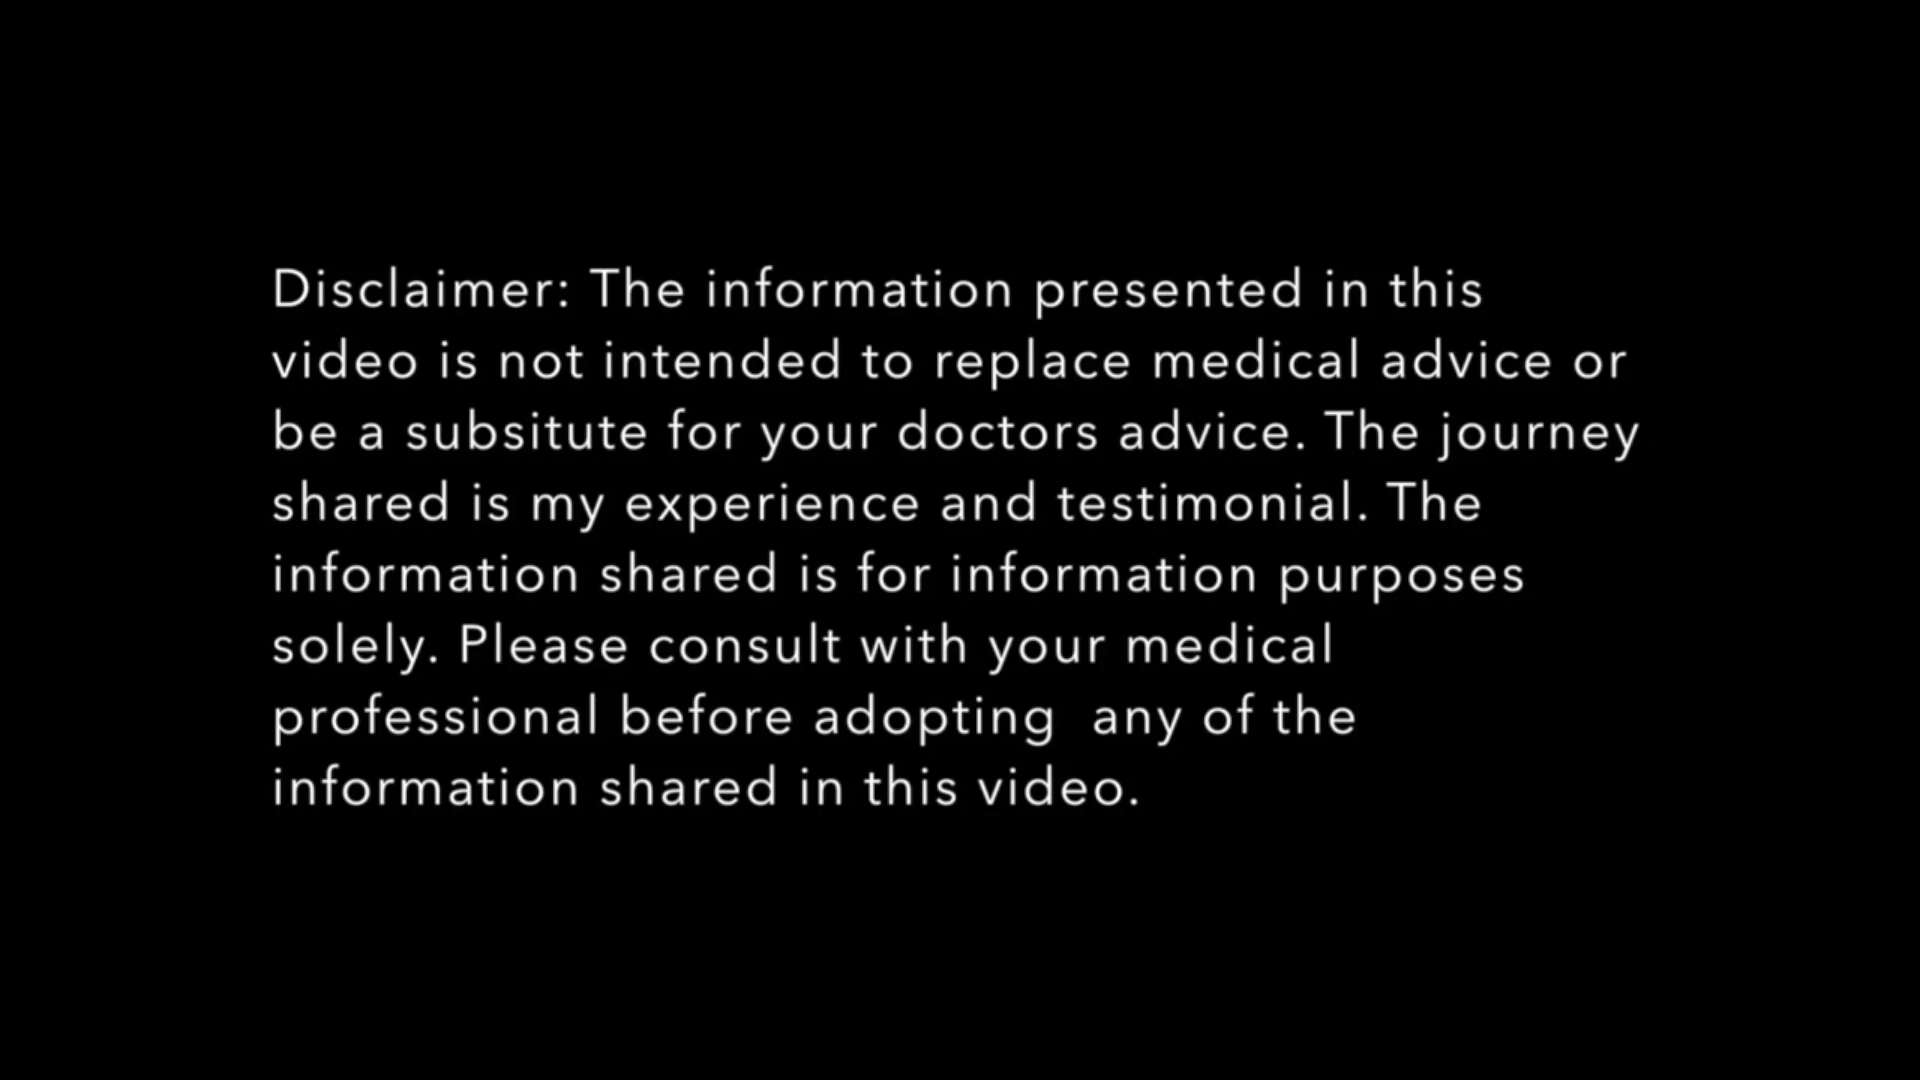 Disclaimer: The information presented in this
video is not intended to replace medical advice or
be a subsitute for your doctors advice. The journey
shared is my experience and testimonial. The
information shared is for information purposes
solely. Please consult with your medical
professional before adopting  any of the
information shared in this video.